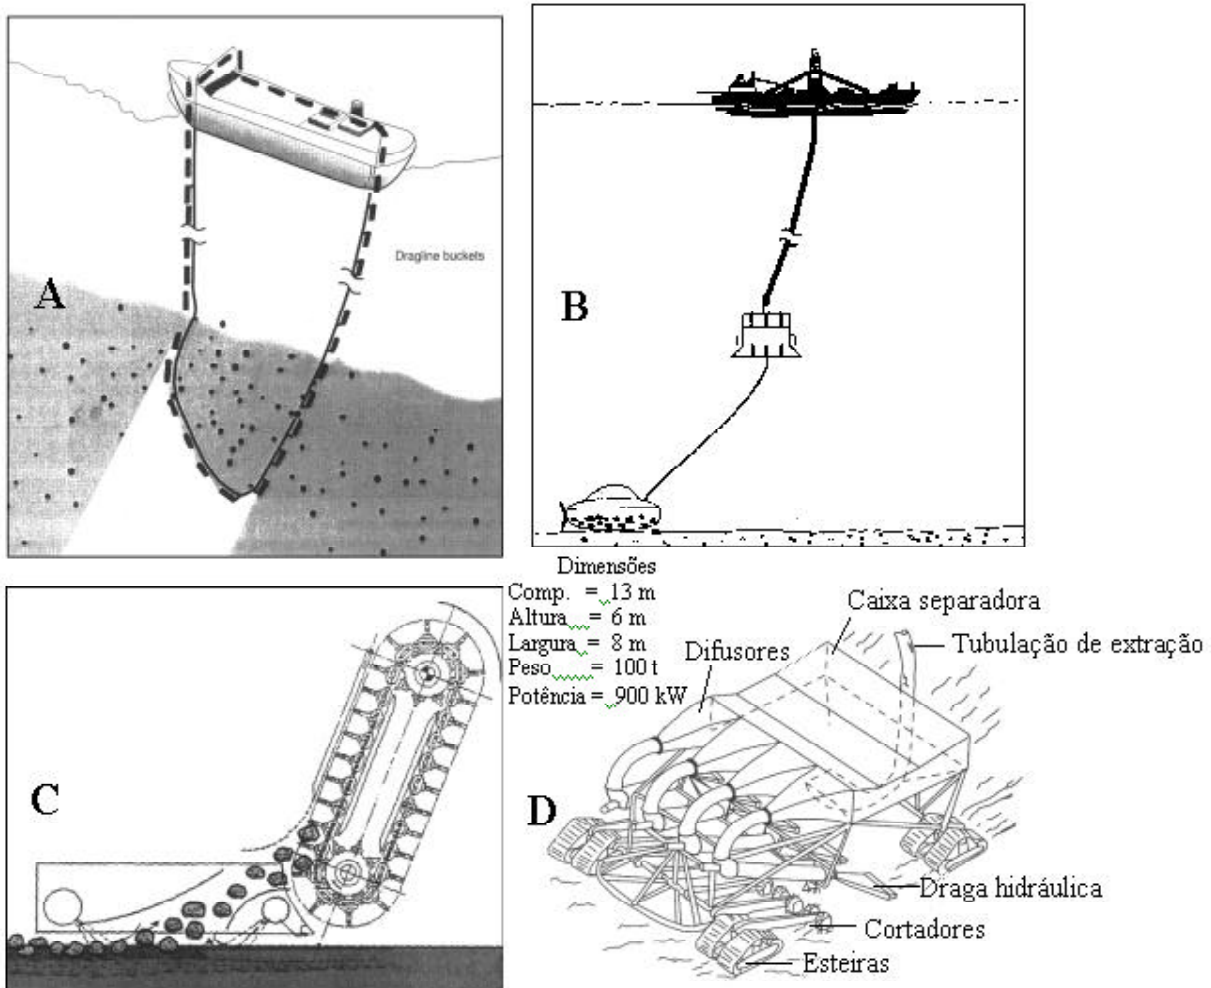 Dragline buckets
A
B
Dimensões
Comp. = 13 m
Altura = 6 m
Largura = 8 m
Peso = 100 t
Potência = 900 kW
Caixa separadora
Tubulação de extração
Difusores
C
D
Draga hidráulica
Cortadores
Esteiras